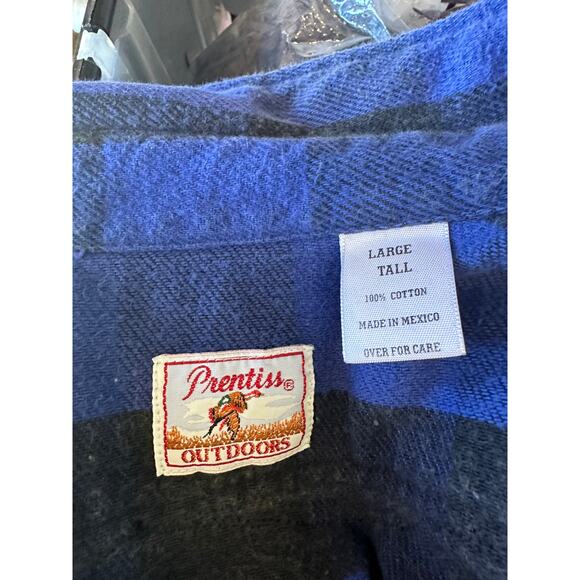 LARGE
TALL
100% COTTON
MADE IN MEXICO
OVER FOR CARE
Prentiss®
OUTDOORS